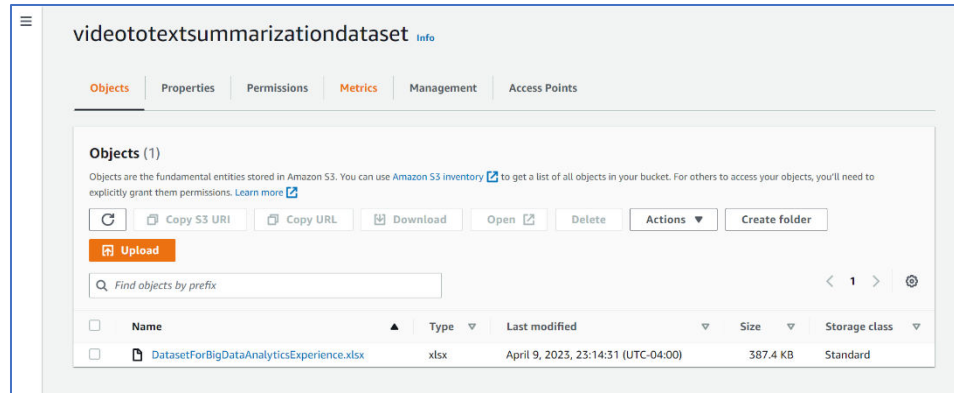 videototextsummarizationdataset Info
Objects Properties Permissions Metrics Management Access Points
Objects (1)
Objects are the fundamental entities stored in Amazon S3. You can use Amazon S3 inventory to get a list of all objects in your bucket. For others to access your objects, you'll need to
explicitly grant them permissions. Learn more
Copy S3 URI Copy URL Download Open Delete Actions Create folder
Upload
Find objects by prefix 1
Name Type Last modified Size Storage class
DatasetForBigDataAnalyticsExperience.xlsx xlsx April 9, 2023, 23:14:31 (UTC-04:00) 387.4 KB Standard